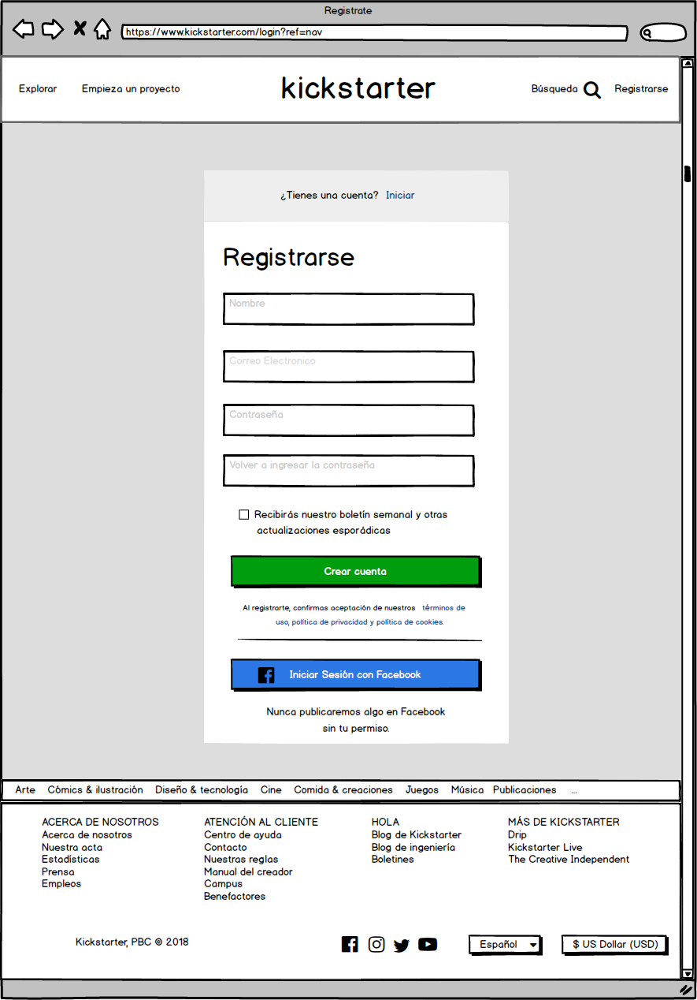 Registrate
https://www.kickstarter.com/login?ref=nav
Explorar Empieza un proyecto kickstarter Búsqueda Registrarse
¿Tienes una cuenta? Iniciar
Registrarse
Nombre
Correo Electronico
Contraseña
Volver a ingresar la contraseña
Recibirás nuestro boletín semanal y otras
actualizaciones esporádicas
Crear cuenta
Al registrarte, confirmas aceptación de nuestros términos de
uso, política de privacidad y política de cookies.
Iniciar Sesión con Facebook
Nunca publicaremos algo en Facebook
sin tu permiso.
Arte Cómics & ilustración Diseño & tecnología Cine Comida & creaciones Juegos Música Publicaciones ...
ACERCA DE NOSOTROS
Acerca de nosotros
Nuestra acta
Estadísticas
Prensa
Empleos
ATENCIÓN AL CLIENTE
Centro de ayuda
Contacto
Nuestras reglas
Manual del creador
Campus
Benefactores
HOLA
Blog de Kickstarter
Blog de ingeniería
Boletines
MÁS DE KICKSTARTER
Drip
Kickstarter Live
The Creative Independent
Kickstarter, PBC © 2018
Español
$ US Dollar (USD)